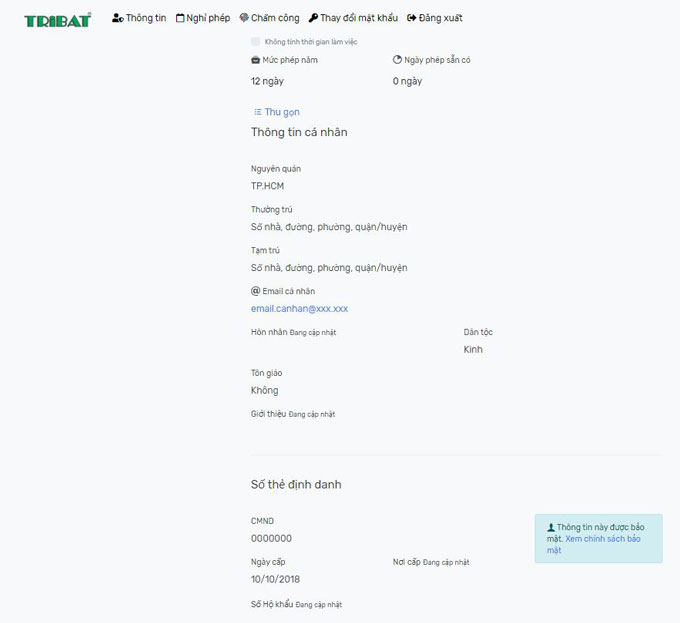 TRIBAT®
Thông tin Nghỉ phép Chấm công Thay đổi mật khẩu Đăng xuất
Không tính thời gian làm việc
Mức phép năm Ngày phép sẵn có
12 ngày 0 ngày
Thu gọn
Thông tin cá nhân
Nguyên quán
TP.HCM
Thường trú
Số nhà, đường, phường, quận/huyện
Tạm trú
Số nhà, đường, phường, quận/huyện
@ Email cá nhân
email.canhan@xxx.xxx
Hôn nhân Đang cập nhật Dân tộc
Kinh
Tôn giáo
Không
Giới thiệu Đang cập nhật
Số thẻ định danh
CMND
0000000
Thông tin này được bảo
mật. Xem chính sách bảo
mật
Ngày cấp Nơi cấp Đang cập nhật
10/10/2018
Số Hộ khẩu Đang cập nhật